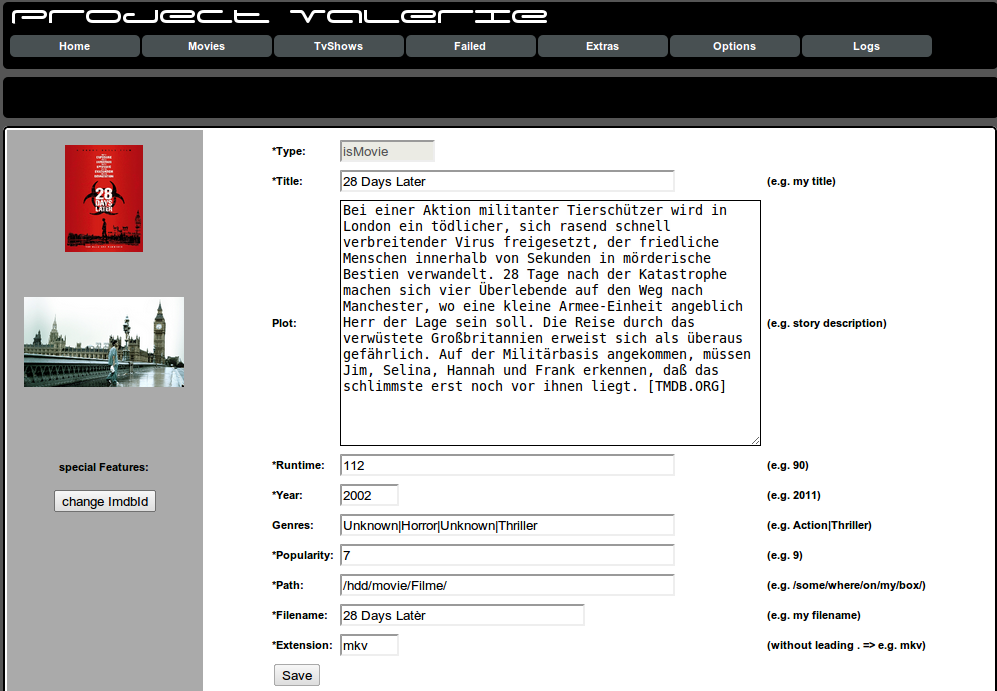 PROJECT VALERIE
Home Movies TvShows Failed Extras Options Logs
28
DAYS
LATER
*Type: isMovie
*Title: 28 Days Later (e.g. my title)
Bei einer Aktion militanter Tierschützer wird in
London ein tödlicher, sich rasend schnell
verbreitender Virus freigesetzt, der friedliche
Menschen innerhalb von Sekunden in mörderische
Bestien verwandelt. 28 Tage nach der Katastrophe
machen sich vier Überlebende auf den Weg nach
Manchester, wo eine kleine Armee-Einheit angeblich
Plot: Herr der Lage sein soll. Die Reise durch das (e.g. story description)
verwüstete Großbritannien erweist sich als überaus
gefährlich. Auf der Militärbasis angekommen, müssen
Jim, Selina, Hannah und Frank erkennen, daß das
schlimmste erst noch vor ihnen liegt. [TMDB.ORG]
special Features:
change ImdbId
*Runtime: 112 (e.g. 90)
*Year: 2002 (e.g. 2011)
Genres: Unknown|Horror|Unknown|Thriller (e.g. Action|Thriller)
*Popularity: 7 (e.g. 9)
*Path: /hdd/movie/Filme/ (e.g. /some/where/on/my/box/)
*Filename: 28 Days Latèr (e.g. my filename)
*Extension: mkv (without leading . => e.g. mkv)
Save